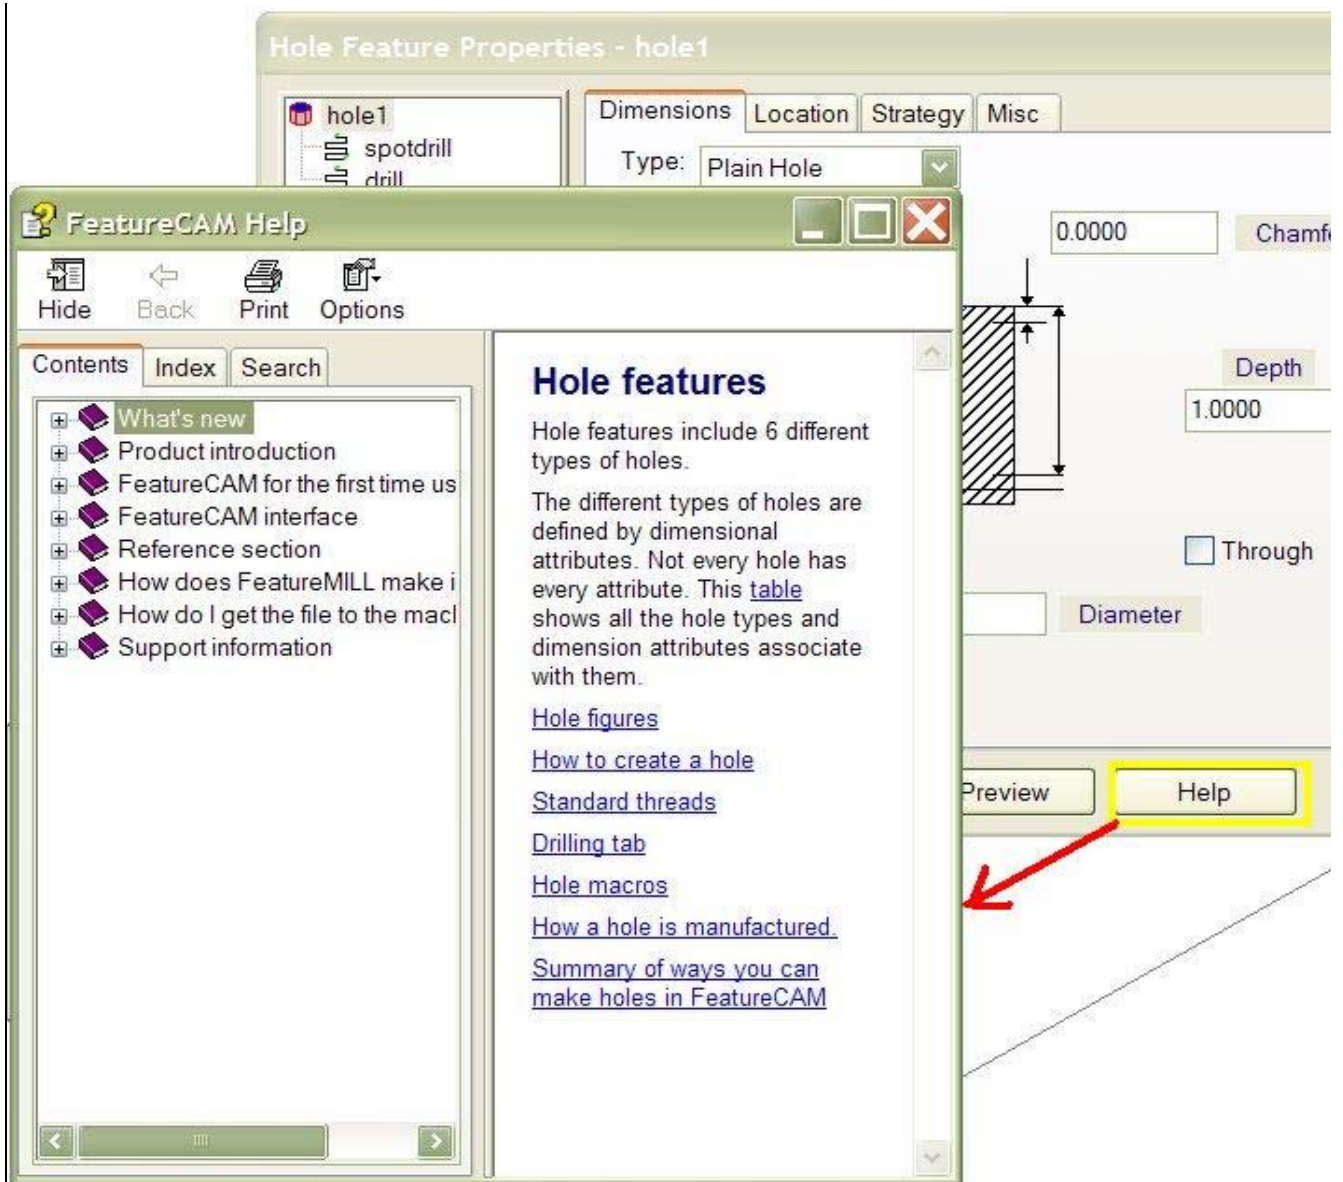 Hole Feature Properties - hole1
hole1
spotdrill
drill
Dimensions Location Strategy Misc
Type: Plain Hole
0.0000
Depth
1.0000
Through
Diameter
Preview Help
FeatureCAM Help
Hide Back Print Options
Contents Index Search
What's new
Product introduction
FeatureCAM for the first time us
FeatureCAM interface
Reference section
How does FeatureMILL make i
How do I get the file to the
Support information
Hole features
Hole features include 6 different
types of holes.
The different types of holes are
defined by dimensional
attributes. Not every hole has
every attribute. This table
shows all the hole types and
dimension attributes associate
with them.
Hole figures
How to create a hole
Standard threads
Drilling tab
Hole macros
How a hole is manufactured.
Summary of ways you can
make holes in FeatureCAM